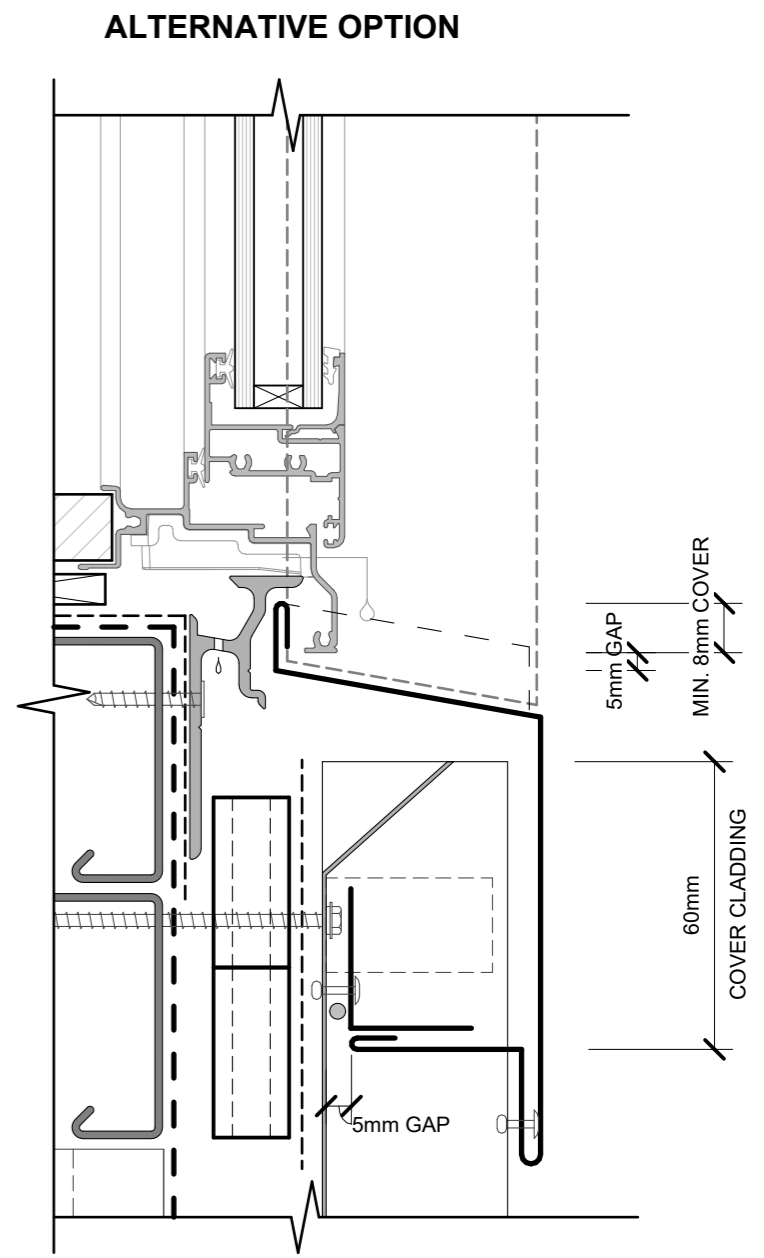 ALTERNATIVE OPTION
5mm GAP
MIN. 8mm COVER
60mm
COVER CLADDING
5mm GAP